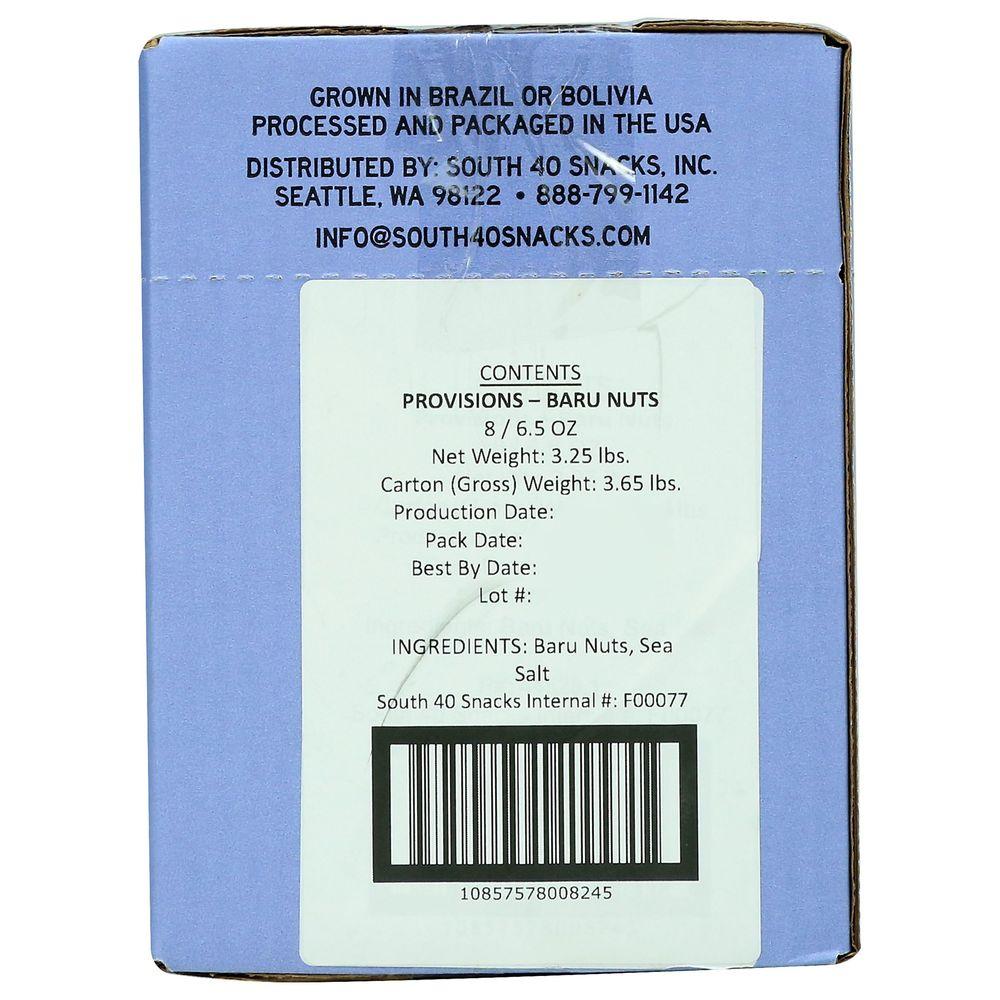 GROWN IN BRAZIL OR BOLIVIA
PROCESSED AND PACKAGED IN THE USA
DISTRIBUTED BY: SOUTH 40 SNACKS, INC.
SEATTLE, WA 98122 • 888-799-1142
INFO@SOUTH40SNACKS.COM
CONTENTS
PROVISIONS – BARU NUTS
8 / 6.5 OZ
Net Weight: 3.25 lbs.
Carton (Gross) Weight: 3.65 lbs.
Production Date:
Pack Date:
Best By Date:
Lot #:
INGREDIENTS: Baru Nuts, Sea
Salt
South 40 Snacks Internal #: F00077
10857578008245